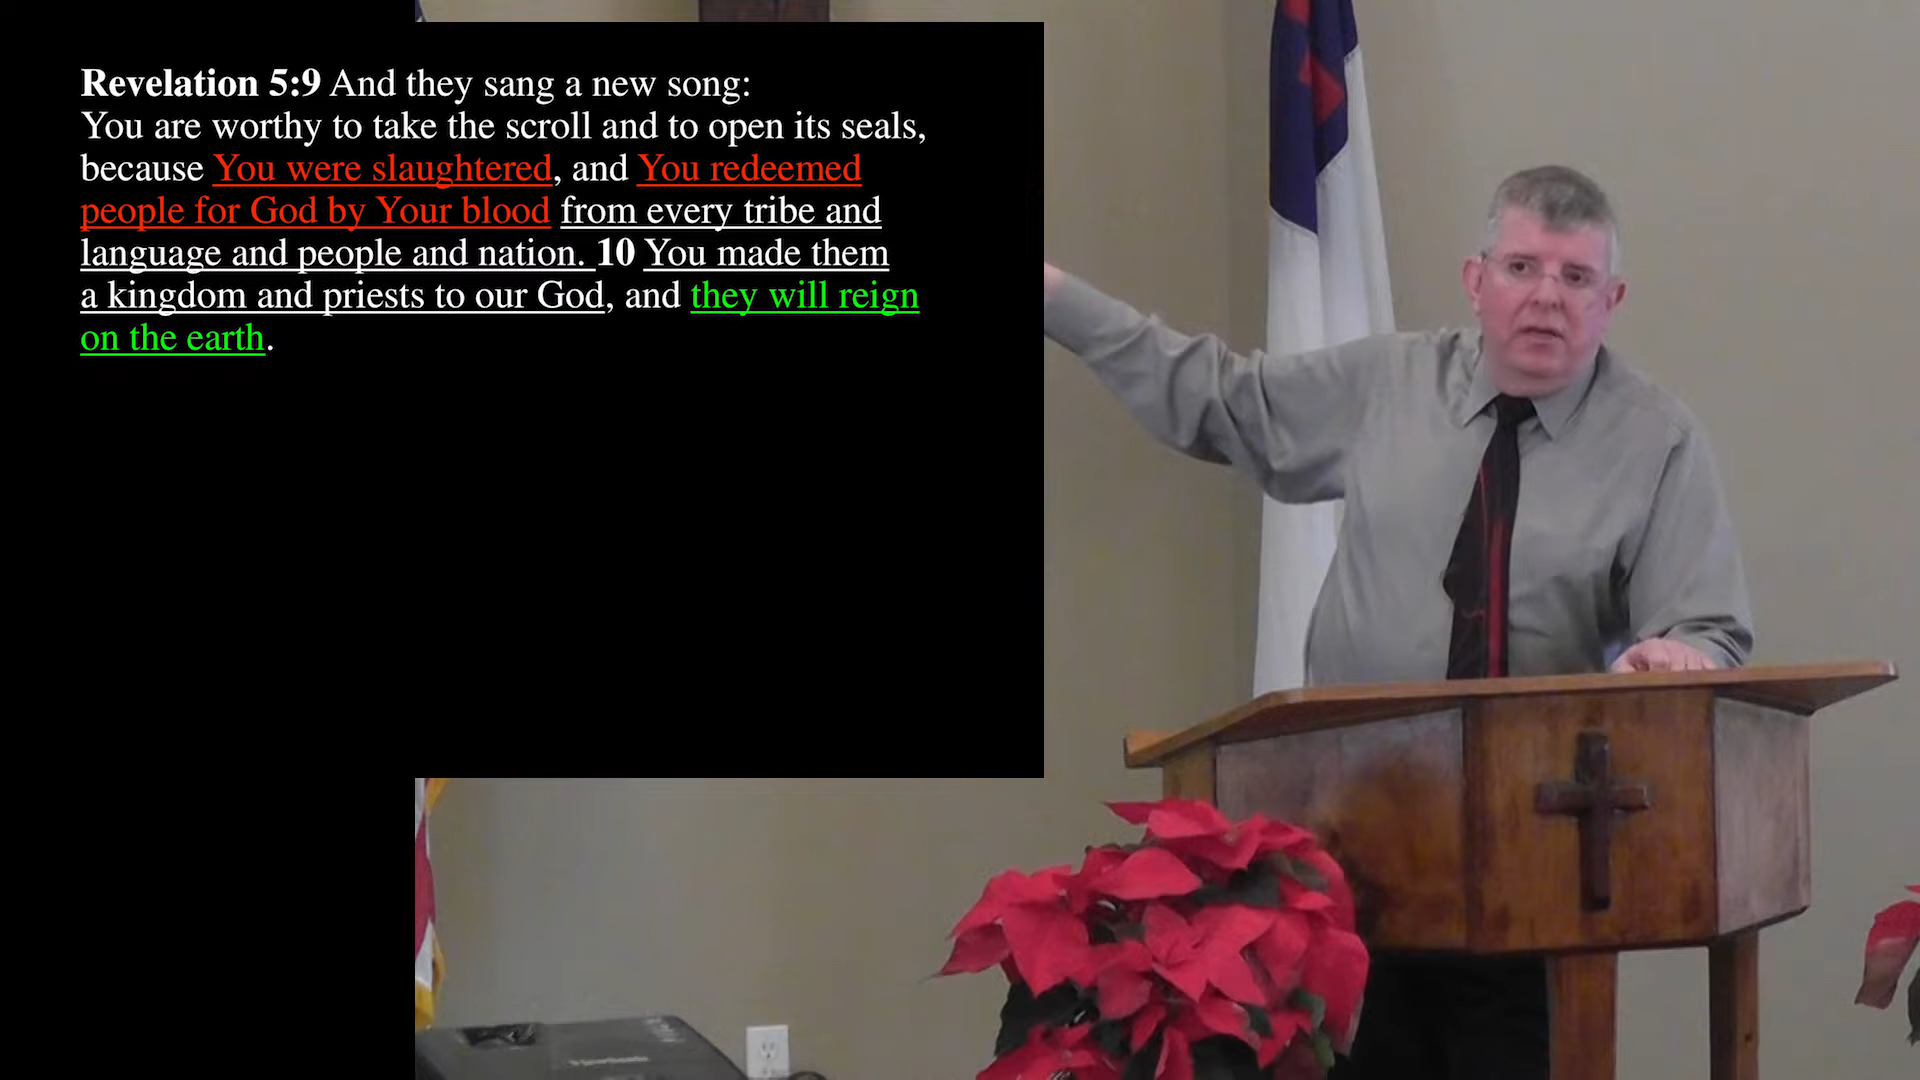 Revelation 5:9 And they sang a new song:
You are worthy to take the scroll and to open its seals,
because You were slaughtered, and You redeemed
people for God by Your blood from every tribe and
language and people and nation. 10 You made them
a kingdom and priests to our God, and they will reign
on the earth.